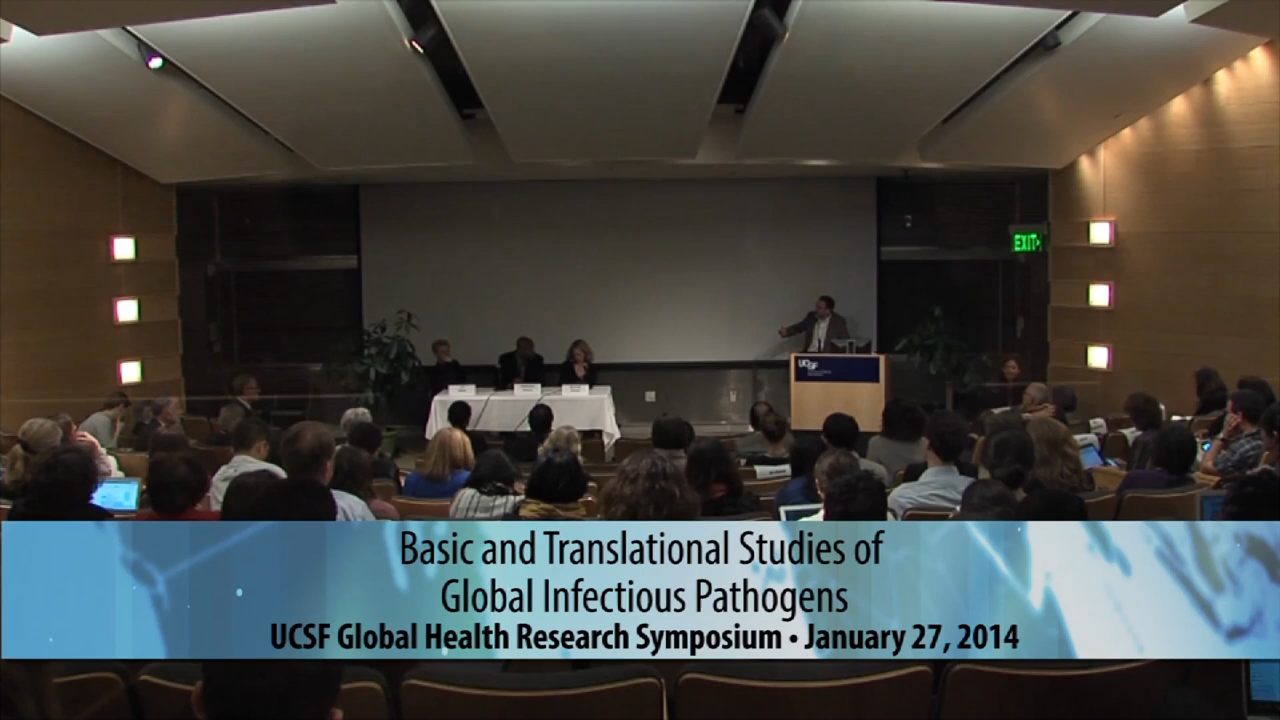 EXIT
UCSF
Basic and Translational Studies of
Global Infectious Pathogens
UCSF Global Health Research Symposium • January 27, 2014